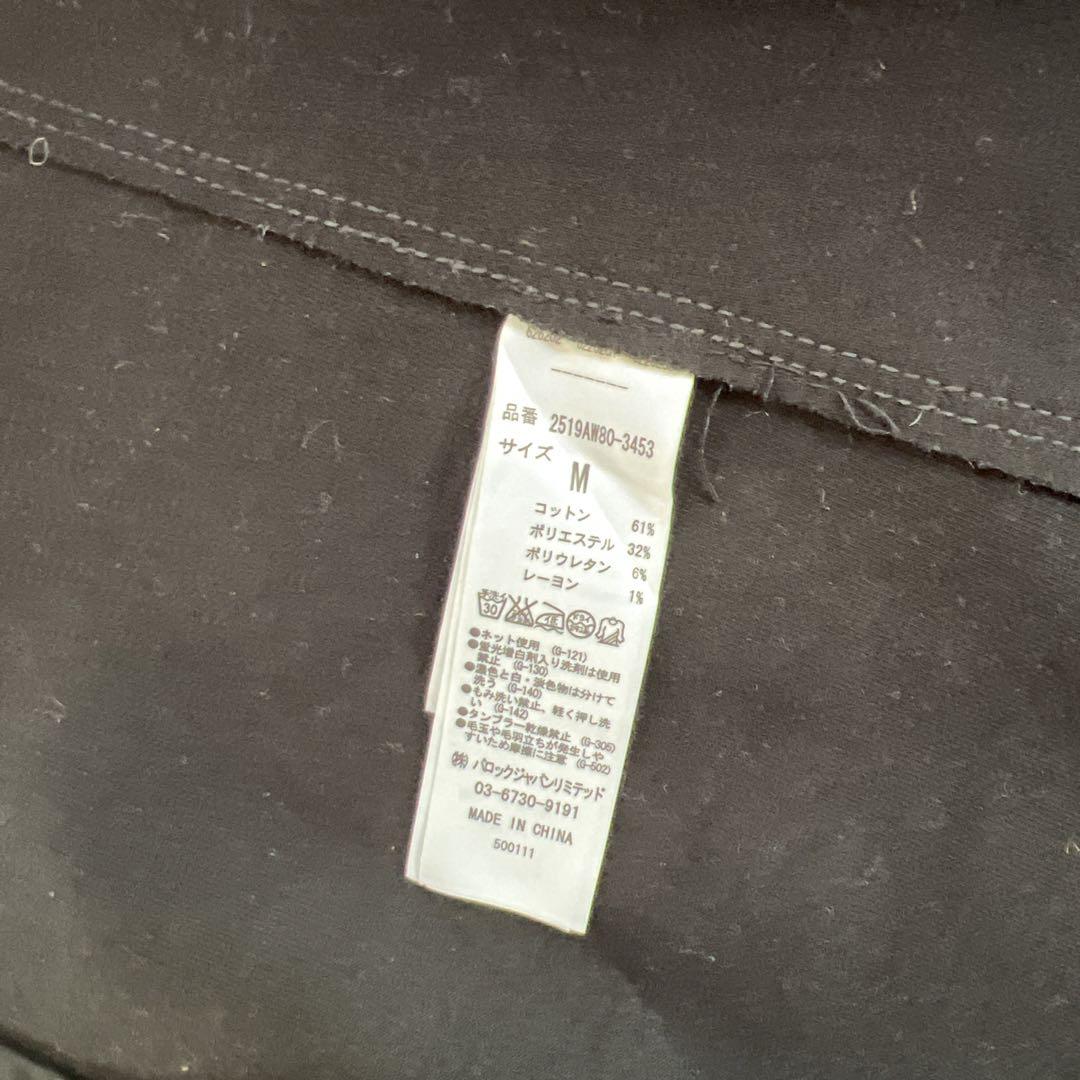 品番 2519AW80-3453
サイズ M
コットン 61%
ポリエステル 32%
ポリウレタン 6%
レーヨン 1%
手洗イ 30 低 ドライ
●ネット使用 (G-121)
●蛍光増白剤入り洗剤は使用
禁止 (G-130)
●濃色と白・淡色物は分けて
洗う (G-140)
●もみ洗い禁止、軽く押し洗
い (G-142)
●タンブラー乾燥禁止 (G-305)
●毛玉や毛羽立ちが発生しや
すいため摩擦に注意 (G-502)
㈱ バロックジャパンリミテッド
03-6730-9191
MADE IN CHINA
500111